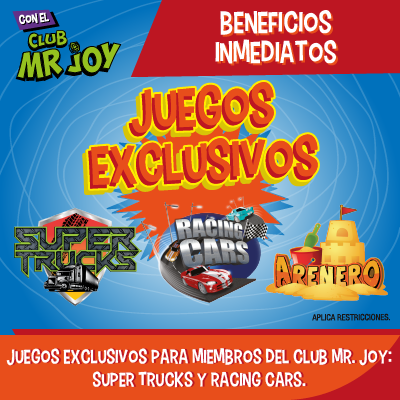 CON EL
CLUB
MR JOY
BENEFICIOS
INMEDIATOS
JUEGOS
EXCLUSIVOS
SUPER
TRUCKS
RACING
CARS
ARENERO
APLICA RESTRICCIONES.
JUEGOS EXCLUSIVOS PARA MIEMBROS DEL CLUB MR. JOY:
SUPER TRUCKS Y RACING CARS.